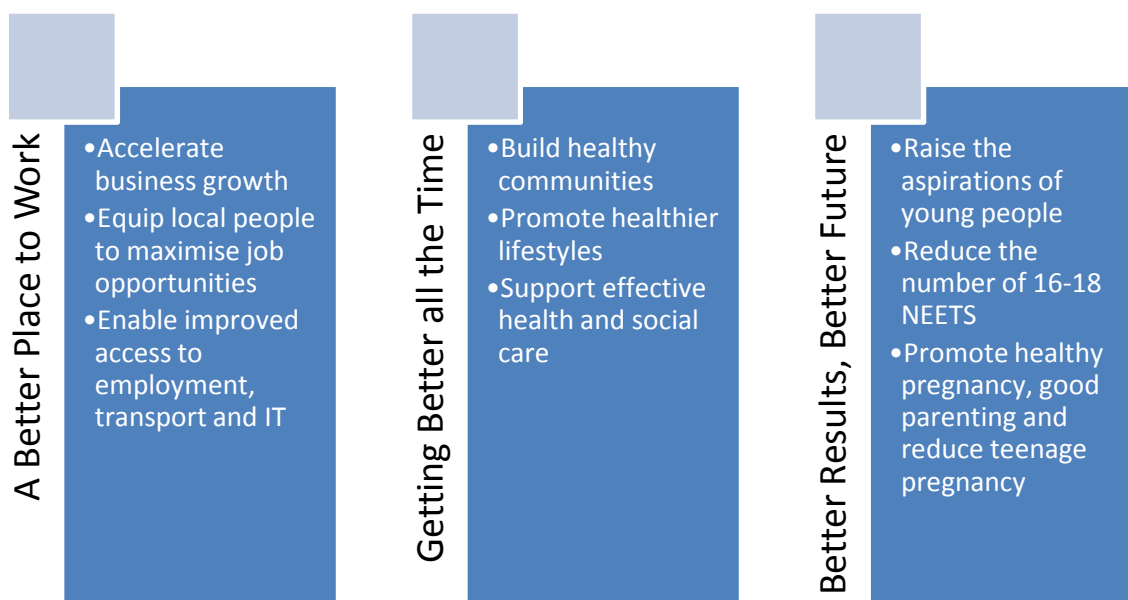 A Better Place to Work
•Accelerate
business growth
•Equip local people
to maximise job
opportunities
•Enable improved
access to
employment,
transport and IT
Getting Better all the Time
•Build healthy
communities
•Promote healthier
lifestyles
•Support effective
health and social
care
Better Results, Better Future
•Raise the
aspirations of
young people
•Reduce the
number of 16-18
NEETS
•Promote healthy
pregnancy, good
parenting and
reduce teenage
pregnancy